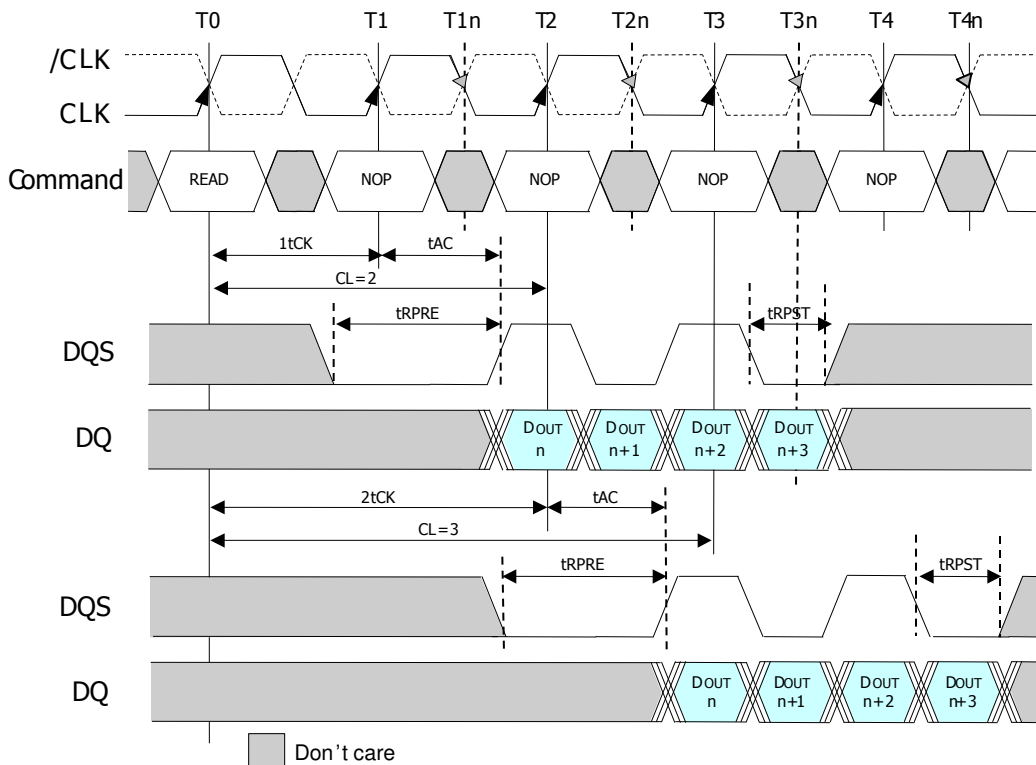 T0 T1 T1n T2 T2n T3 T3n T4 T4n
/CLK
CLK
Command READ NOP NOP NOP NOP
1tCK tAC
CL=2
tRPRE tRPST
DQS
DQ DOUT n DOUT n+1 DOUT n+2 DOUT n+3
2tCK tAC
CL=3
tRPRE tRPST
DQS
DQ DOUT n DOUT n+1 DOUT n+2 DOUT n+3
Don't care